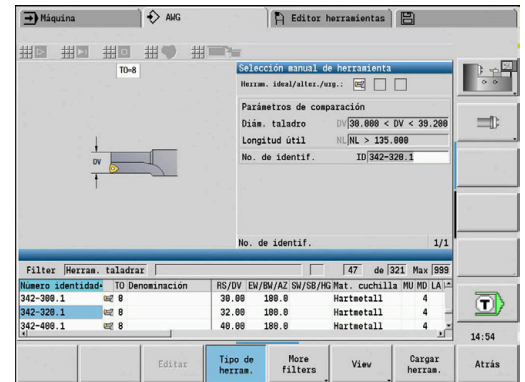 Máquina AWG Editor herramientas
TO=8
Selección manual de herramienta
Herram. ideal/alter./urg.:
Parámetros de comparación
Diám. taladro DV 30.000 < DV < 39.200
Longitud útil NL NL > 135.000
No. de identif. ID 342-320.1
DV
No. de identif. 1/1
Filter Herram. taladrar 47 de 321 Max 999
Número identidad TO Denominación RS/DV EW/BW/AZ SW/SB/HG Mat. cuchilla MU MD LA
342-300.1 8 30.00 180.0 Hartmetall 4
342-320.1 8 32.00 180.0 Hartmetall 4
342-400.1 8 40.00 180.0 Hartmetall 4
T
14:54
Editar
Tipo de herram.
More filters
View
Cargar herram.
Atrás